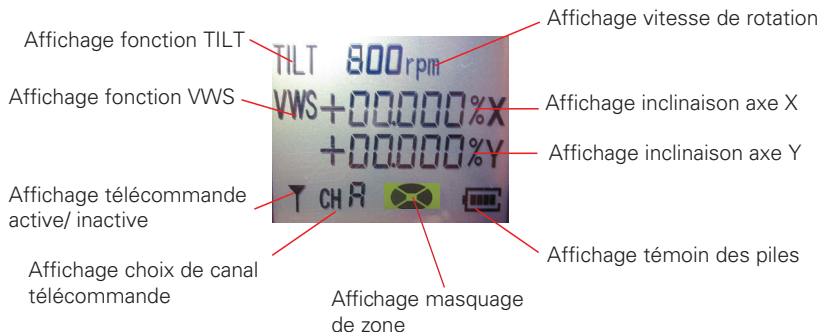 Affichage vitesse de rotation
Affichage fonction TILT
TILT 800rpm
Affichage fonction VWS
VWS+00.000%X
Affichage inclinaison axe X
+00.000%Y
Affichage inclinaison axe Y
Affichage télécommande
active/ inactive
CH A
Affichage témoin des piles
Affichage choix de canal
télécommande
Affichage masquage
de zone